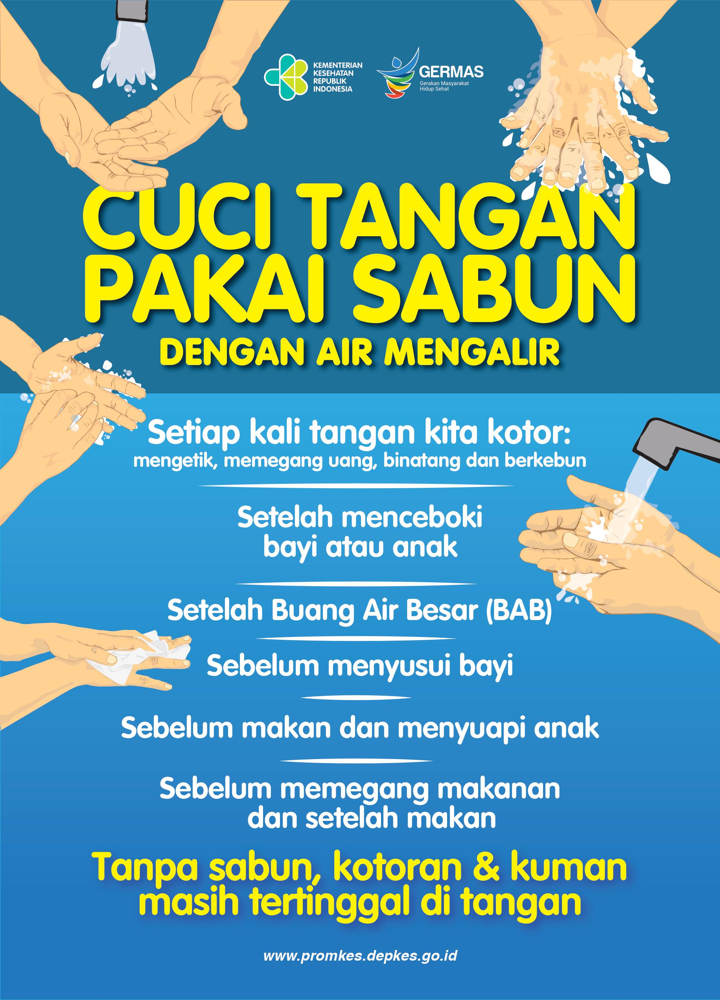 KEMENTERIAN
KESEHATAN
REPUBLIK
INDONESIA
GERMAS
Gerakan Masyarakat
Hidup Sehat
CUCI TANGAN
PAKAI SABUN
DENGAN AIR MENGALIR
Setiap kali tangan kita kotor:
mengetik, memegang uang, binatang dan berkebun
Setelah menceboki
bayi atau anak
Setelah Buang Air Besar (BAB)
Sebelum menyusui bayi
Sebelum makan dan menyuapi anak
Sebelum memegang makanan
dan setelah makan
Tanpa sabun, kotoran & kuman
masih tertinggal di tangan
www.promkes.depkes.go.id